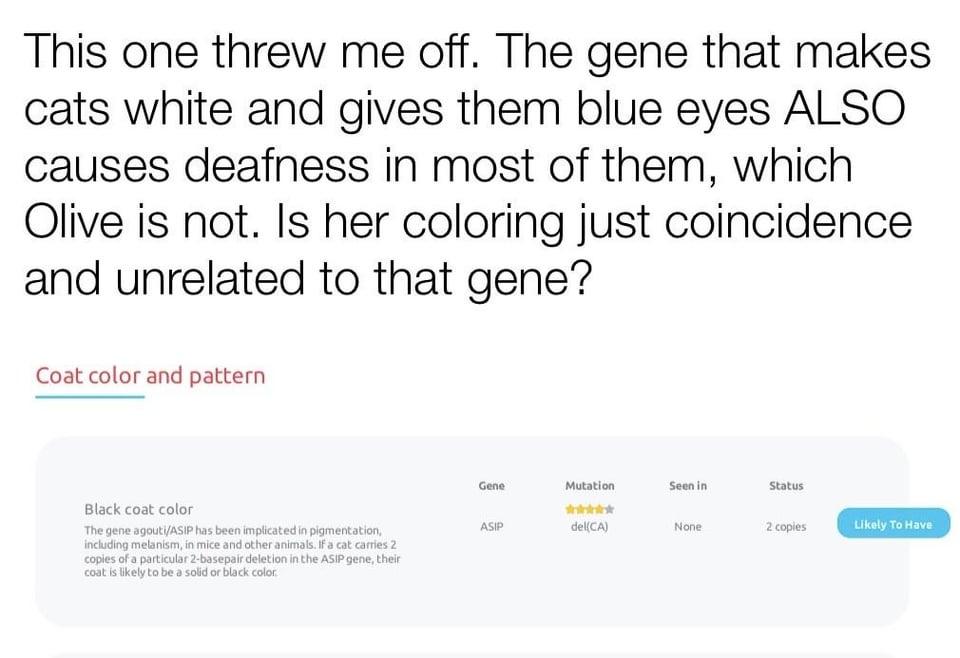 This one threw me off. The gene that makes
cats white and gives them blue eyes ALSO
causes deafness in most of them, which
Olive is not. Is her coloring just coincidence
and unrelated to that gene?
Coat color and pattern
Gene Mutation Seen in Status
Black coat color
The gene agouti/ASIP has been implicated in pigmentation,
including melanism, in mice and other animals. If a cat carries 2
copies of a particular 2-basepair deletion in the ASIP gene, their
coat is likely to be a solid or black color.
ASIP del(CA) None 2 copies Likely To Have